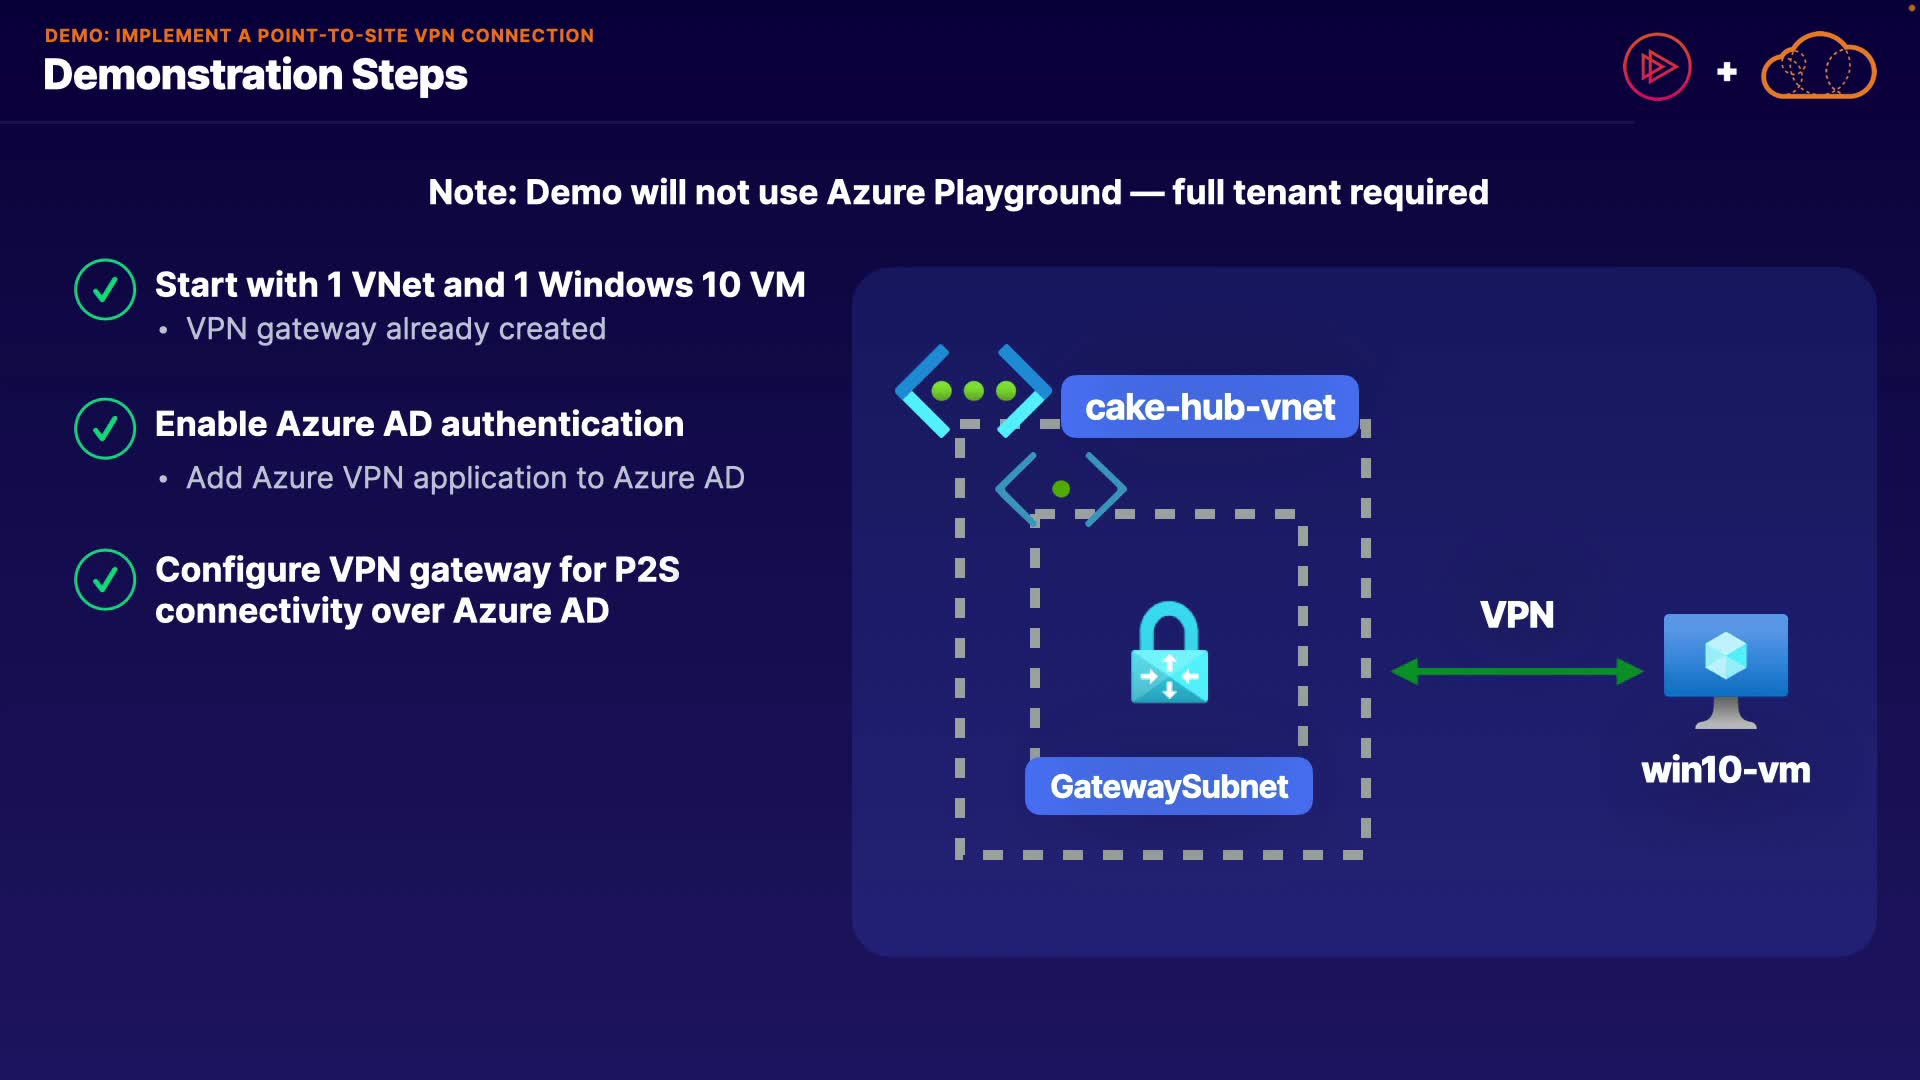 DEMO: IMPLEMENT A POINT-TO-SITE VPN CONNECTION
Demonstration Steps
Note: Demo will not use Azure Playground — full tenant required
Start with 1 VNet and 1 Windows 10 VM
• VPN gateway already created
Enable Azure AD authentication
• Add Azure VPN application to Azure AD
Configure VPN gateway for P2S
connectivity over Azure AD
cake-hub-vnet
GatewaySubnet
VPN
win10-vm